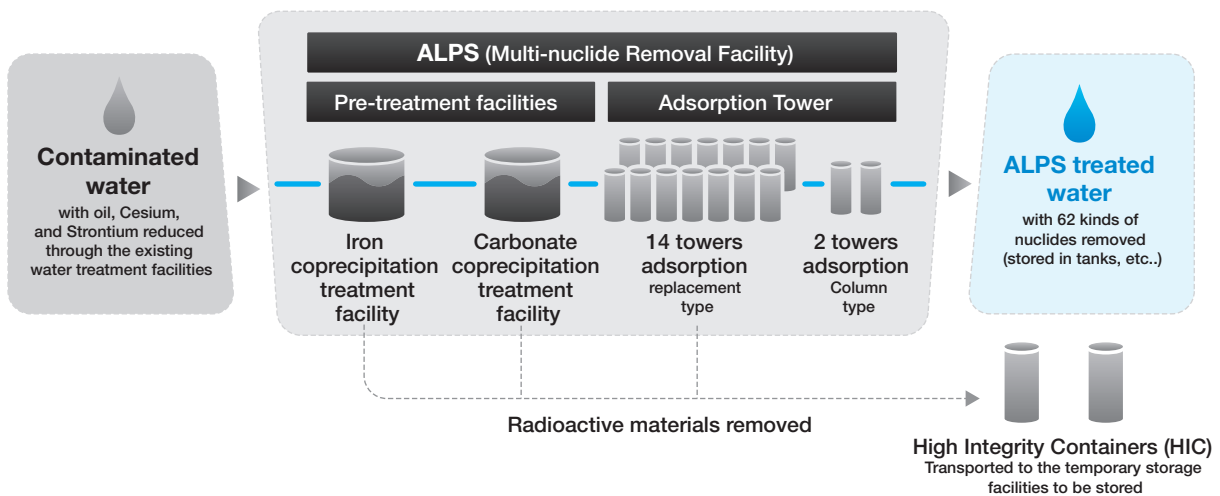 ALPS (Multi-nuclide Removal Facility)
Pre-treatment facilities
Adsorption Tower
Contaminated
water
with oil, Cesium,
and Strontium reduced
through the existing
water treatment facilities
Iron
coprecipitation
treatment
facility
Carbonate
coprecipitation
treatment
facility
14 towers
adsorption
replacement
type
2 towers
adsorption
Column
type
ALPS treated
water
with 62 kinds of
nuclides removed
(stored in tanks, etc..)
Radioactive materials removed
High Integrity Containers (HIC)
Transported to the temporary storage
facilities to be stored